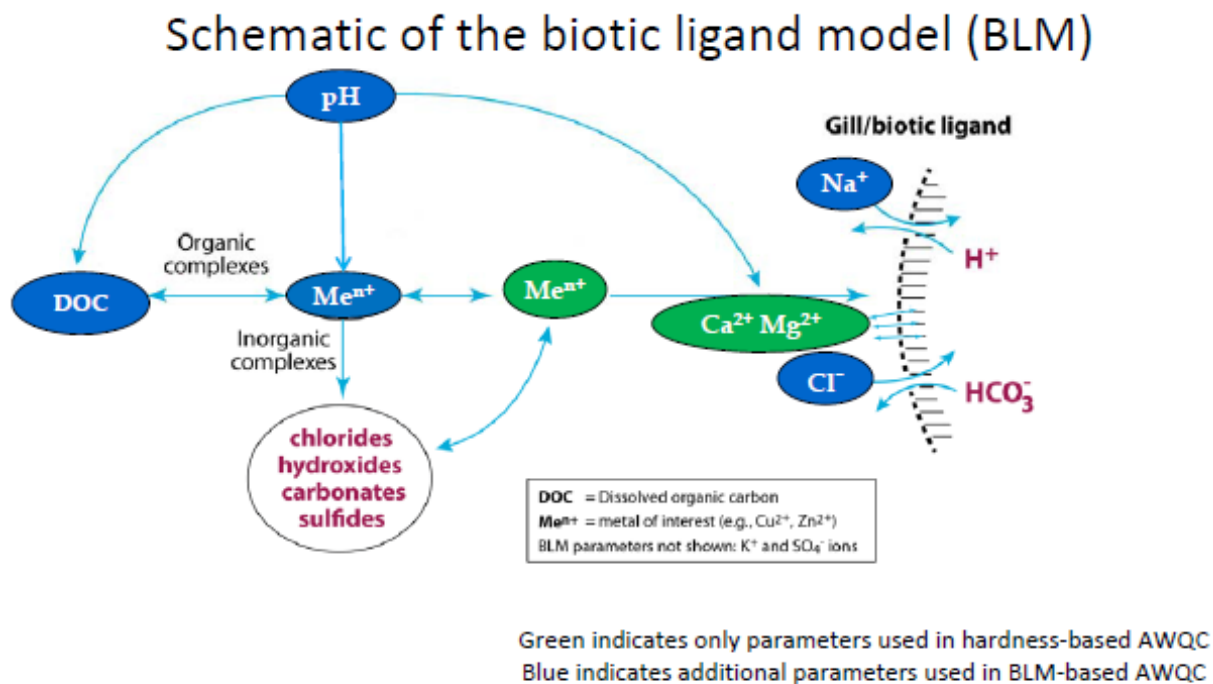 Schematic of the biotic ligand model (BLM)
pH
Gill/biotic ligand
Na⁺
H⁺
Organic
complexes
DOC
Meⁿ⁺
Meⁿ⁺
Ca²⁺ Mg²⁺
Inorganic
complexes
Cl⁻
HCO₃⁻
chlorides
hydroxides
carbonates
sulfides
DOC = Dissolved organic carbon
Meⁿ⁺ = metal of interest (e.g., Cu²⁺, Zn²⁺)
BLM parameters not shown: K⁺ and SO₄⁻ ions
Green indicates only parameters used in hardness-based AWQC
Blue indicates additional parameters used in BLM-based AWQC